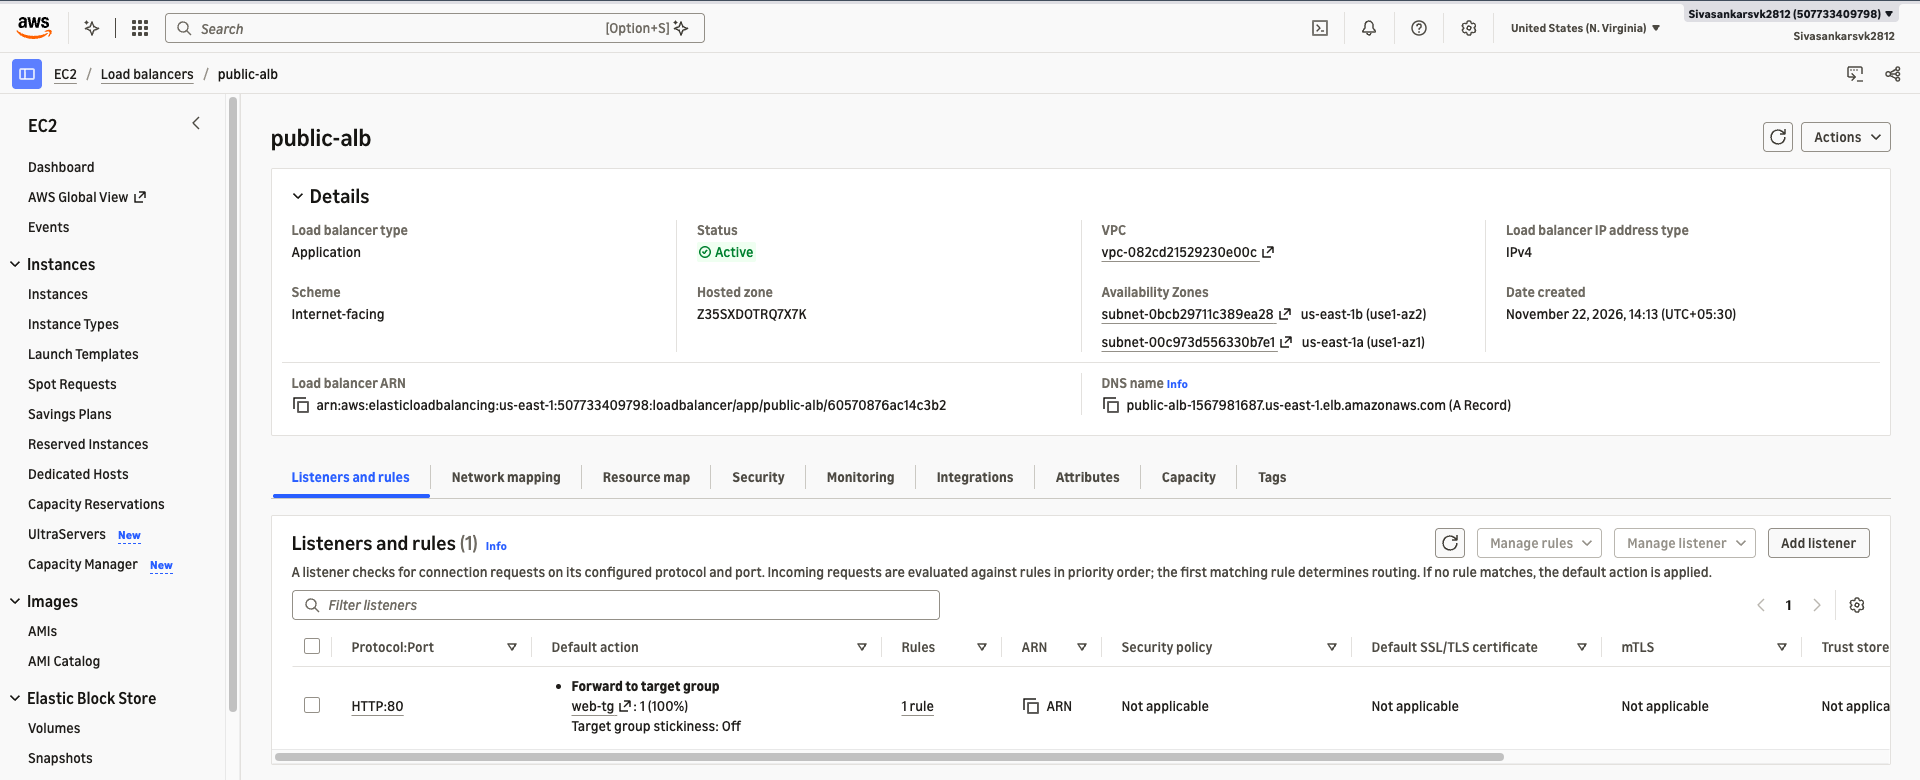 aws
Search [Option+S]
United States (N. Virginia)
Sivasankarsvk2812 (507733409798)
Sivasankarsvk2812
EC2 / Load balancers / public-alb
EC2
Dashboard
AWS Global View
Events
Instances
Instances
Instance Types
Launch Templates
Spot Requests
Savings Plans
Reserved Instances
Dedicated Hosts
Capacity Reservations
UltraServers New
Capacity Manager New
Images
AMIs
AMI Catalog
Elastic Block Store
Volumes
Snapshots
public-alb
Actions
Details
Load balancer type
Application
Status
Active
VPC
vpc-082cd21529230e00c
Load balancer IP address type
IPv4
Scheme
Internet-facing
Hosted zone
Z35SXDOTRQ7X7K
Availability Zones
subnet-0bcb29711c389ea28 us-east-1b (use1-az2)
subnet-00c973d556330b7e1 us-east-1a (use1-az1)
Date created
November 22, 2026, 14:13 (UTC+05:30)
Load balancer ARN
arn:aws:elasticloadbalancing:us-east-1:507733409798:loadbalancer/app/public-alb/60570876ac14c3b2
DNS name Info
public-alb-1567981687.us-east-1.elb.amazonaws.com (A Record)
Listeners and rules Network mapping Resource map Security Monitoring Integrations Attributes Capacity Tags
Listeners and rules (1) Info
Manage rules Manage listener Add listener
A listener checks for connection requests on its configured protocol and port. Incoming requests are evaluated against rules in priority order; the first matching rule determines routing. If no rule matches, the default action is applied.
Filter listeners
1
Protocol:Port Default action Rules ARN Security policy Default SSL/TLS certificate mTLS Trust store
HTTP:80
• Forward to target group
web-tg : 1 (100%)
Target group stickiness: Off
1 rule
ARN
Not applicable
Not applicable
Not applicable
Not applica